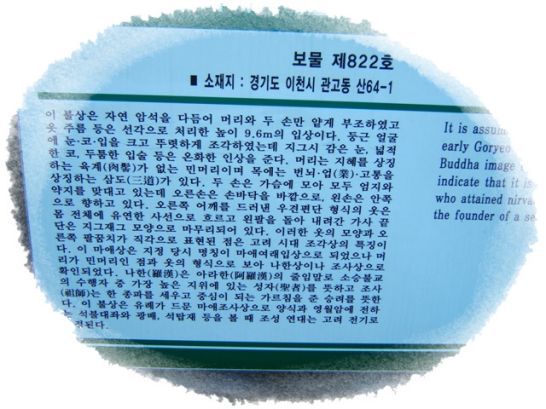 보물 제822호
■ 소재지 : 경기도 이천시 관고동 산64-1
이 불상은 자연 암석을 다듬어 머리와 두 손만 얕게 부조하였고
옷 주름 등은 선각으로 처리한 높이 9.6m의 입상이다. 둥근 얼굴
에 눈·코·입을 크고 뚜렷하게 조각하였는데 지그시 감은 눈, 넓적
한 코, 두툼한 입술 등은 온화한 인상을 준다. 머리는 지혜를 상징
하는 육계(肉髻)가 없는 민머리이며 목에는 번뇌·업(業)·고통을
상징하는 삼도(三道)가 있다. 두 손은 가슴에 모아 모두 엄지와
약지를 맞대고 있는데 오른손은 손바닥을 바깥으로, 왼손은 안쪽
으로 향하고 있다. 오른쪽 어깨를 드러낸 우견편단 형식의 옷은
몸 전체에 유연한 사선으로 흐르고 왼팔을 돌아 내려간 가사 끝
단은 지그재그 모양으로 마무리되어 있다. 이러한 옷의 모양과 오
른쪽 팔꿈치가 직각으로 표현된 점은 고려 시대 조각상의 특징이
다. 이 마애상은 지정 당시 명칭이 마애여래입상으로 되었으나 머
리가 민머리인 점과 옷의 형식으로 보아 나한상이나 조사상으로
확인되었다. 나한(羅漢)은 아라한(阿羅漢)의 줄임말로 소승불교
의 수행자 중 가장 높은 지위에 있는 성자(聖者)를 뜻하고 조사
(祖師)는 한 종파를 세우고 중심이 되는 가르침을 준 승려를 뜻한
다. 이 불상은 유례가 드문 마애조사상으로 영월암에 전하
는 석불대좌와 광배, 석탑재 등을 볼 때 조성 연대는 고려 전기로
It is assum
early Goryeo
Buddha image
indicate that it is
who attained nirva
the founder of a se